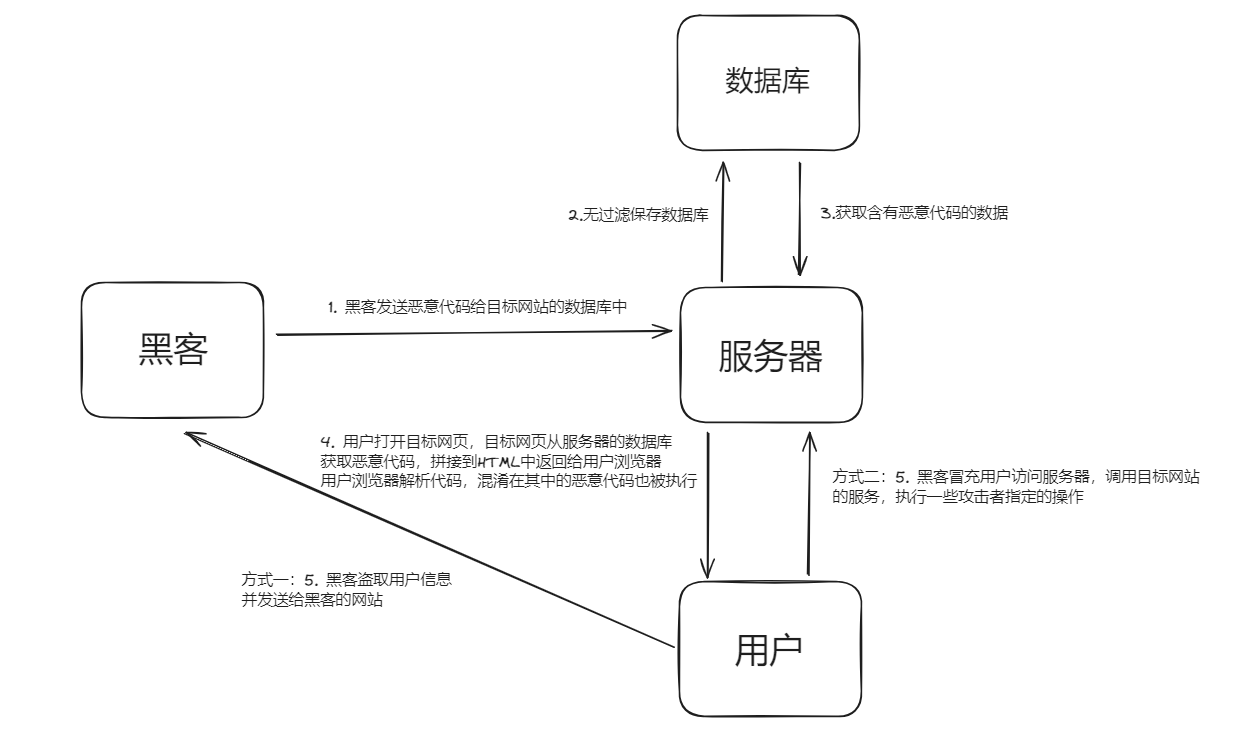 数据库
2.无过滤保存数据库
3.获取含有恶意代码的数据
1. 黑客发送恶意代码给目标网站的数据库中
黑客
服务器
4. 用户打开目标网页，目标网页从服务器的数据库
获取恶意代码，拼接到HTML中返回给用户浏览器
用户浏览器解析代码，混淆在其中的恶意代码也被执行
方式二：5. 黑客冒充用户访问服务器，调用目标网站
的服务，执行一些攻击者指定的操作
方式一：5. 黑客盗取用户信息
并发送给黑客的网站
用户